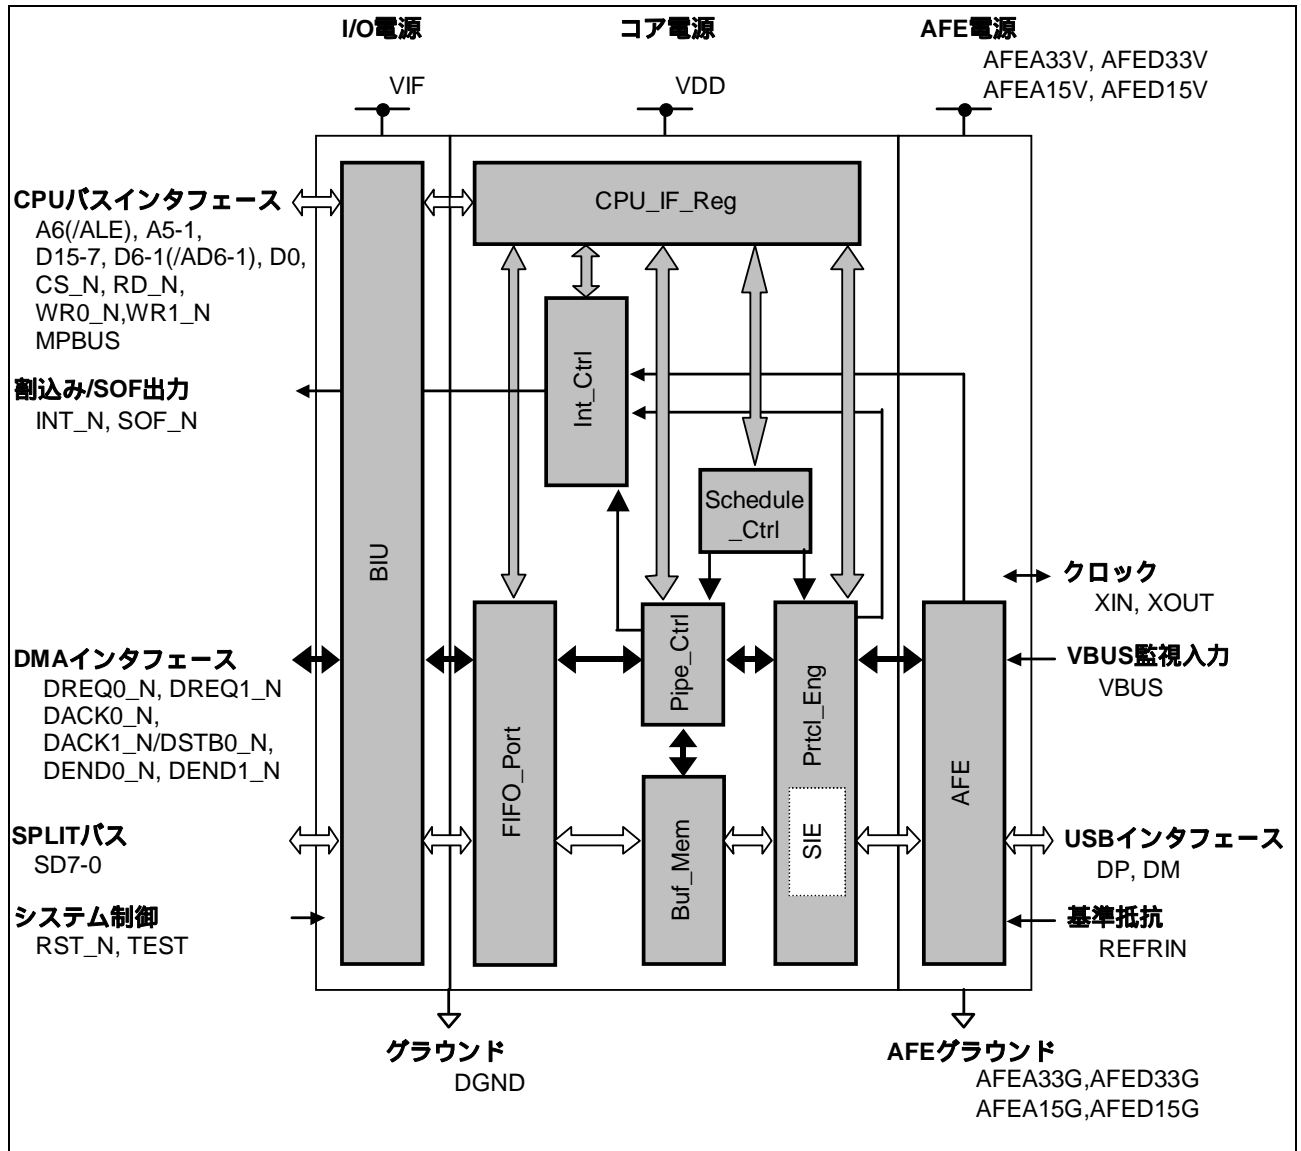 I/O電源
コア電源
AFE電源
VIF
VDD
AFEA33V, AFED33V
AFEA15V, AFED15V
CPUバスインタフェース
A6(/ALE), A5-1,
D15-7, D6-1(/AD6-1), D0,
CS_N, RD_N,
WR0_N,WR1_N
MPBUS
CPU_IF_Reg
割込み/SOF出力
INT_N, SOF_N
Int_Ctrl
Schedule
_Ctrl
BIU
クロック
XIN, XOUT
DMAインタフェース
DREQ0_N, DREQ1_N
DACK0_N,
DACK1_N/DSTB0_N,
DEND0_N, DEND1_N
FIFO_Port
Pipe_Ctrl
Prtcl_Eng
AFE
VBUS監視入力
VBUS
SPLITバス
SD7-0
Buf_Mem
SIE
USBインタフェース
DP, DM
システム制御
RST_N, TEST
基準抵抗
REFRIN
グラウンド
DGND
AFEグラウンド
AFEA33G,AFED33G
AFEA15G,AFED15G